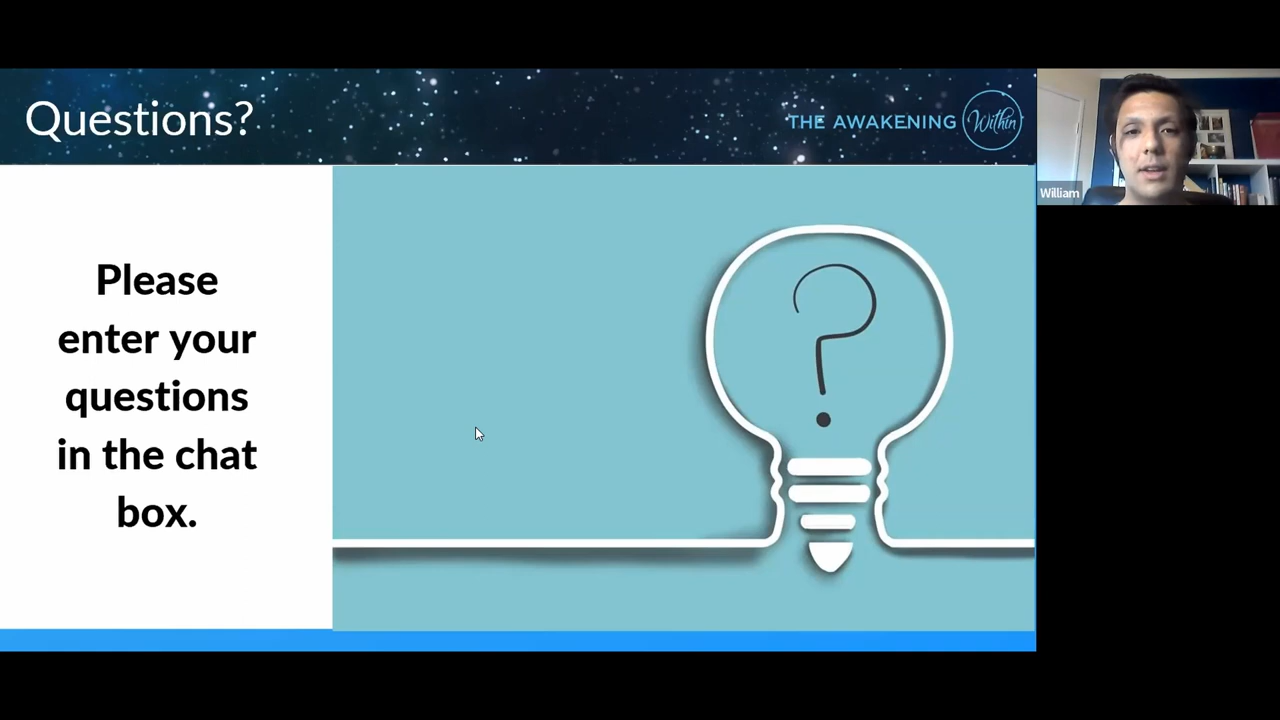 Questions?
THE AWAKENING Within
William
Please
enter your
questions
in the chat
box.
?